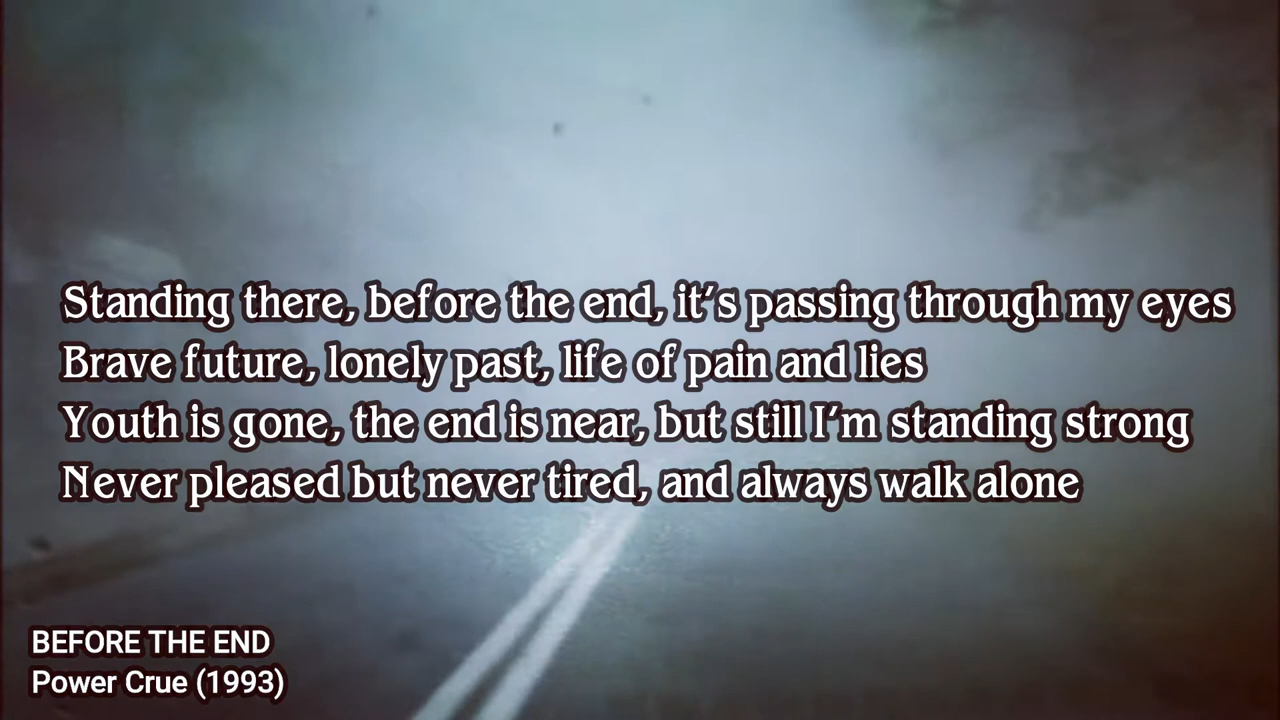 Standing there, before the end, it's passing through my eyes
Brave future, lonely past, life of pain and lies
Youth is gone, the end is near, but still I'm standing strong
Never pleased but never tired, and always walk alone
BEFORE THE END
Power Crue (1993)